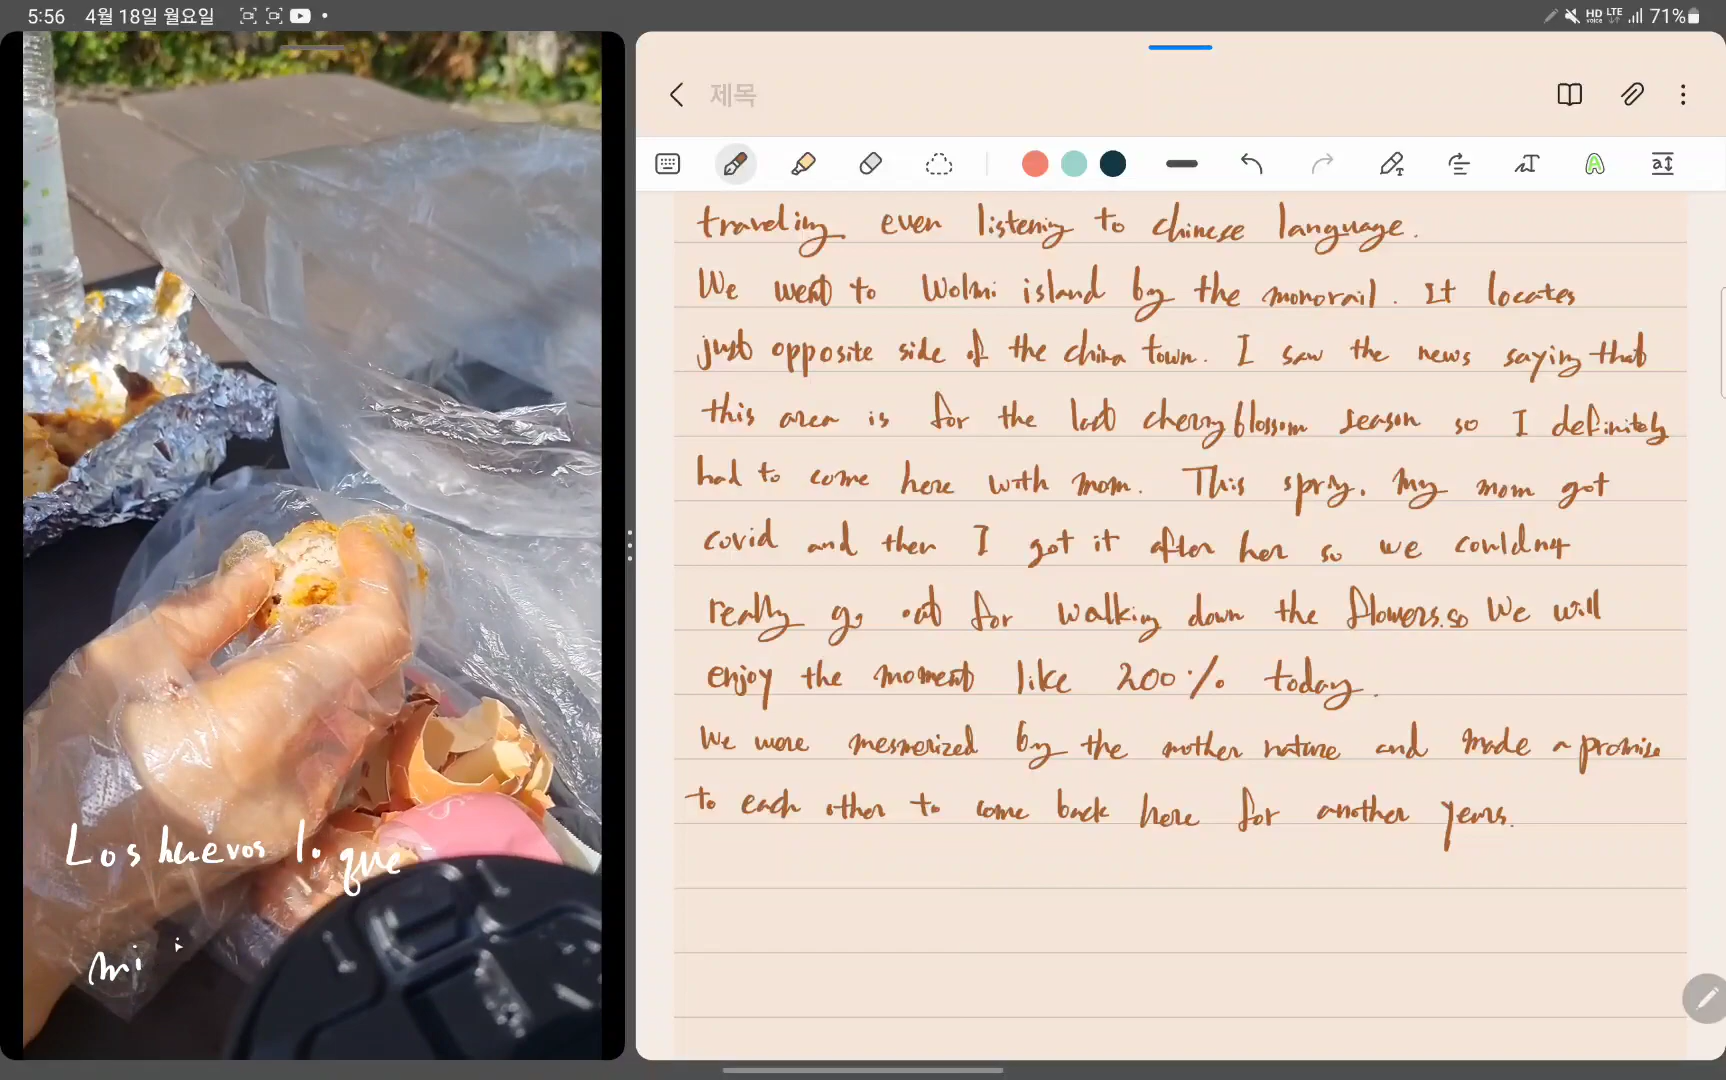 5:56 4월 18일 월요일
HD voice LTE 71%
Los huevos lo que
mi
제목
traveling even listening to chinese language.
We went to Wolmi island by the monorail. It locates
just opposite side of the china town. I saw the news saying that
this area is for the last cherry blossom season so I definitely
had to come here with mom. This spring, my mom got
covid and then I got it after her so we couldn't
really go out for walking down the flowers. so We will
enjoy the moment like 200% today.
We were mesmerized by the mother nature and made a promise
to each other to come back here for another years.